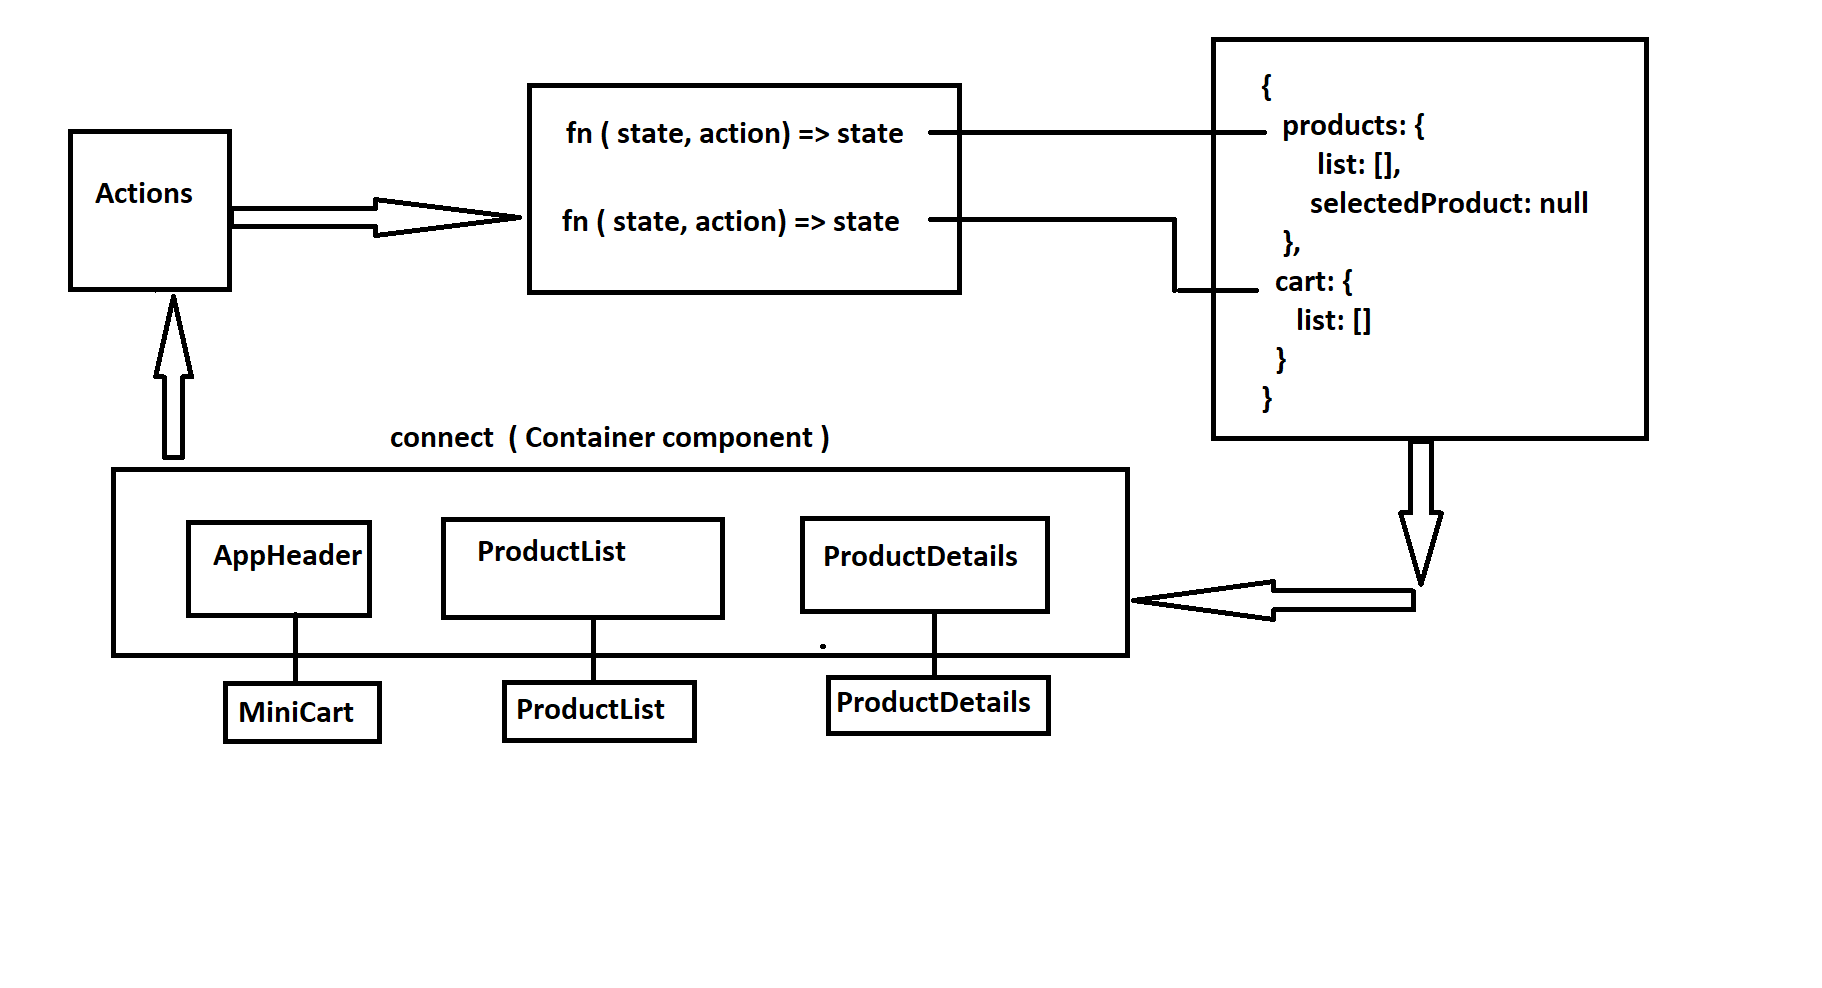 Actions
fn ( state, action) => state
fn ( state, action) => state
{
products: {
list: [],
selectedProduct: null
},
cart: {
list: []
}
}
connect ( Container component )
AppHeader
ProductList
ProductDetails
MiniCart
ProductList
ProductDetails